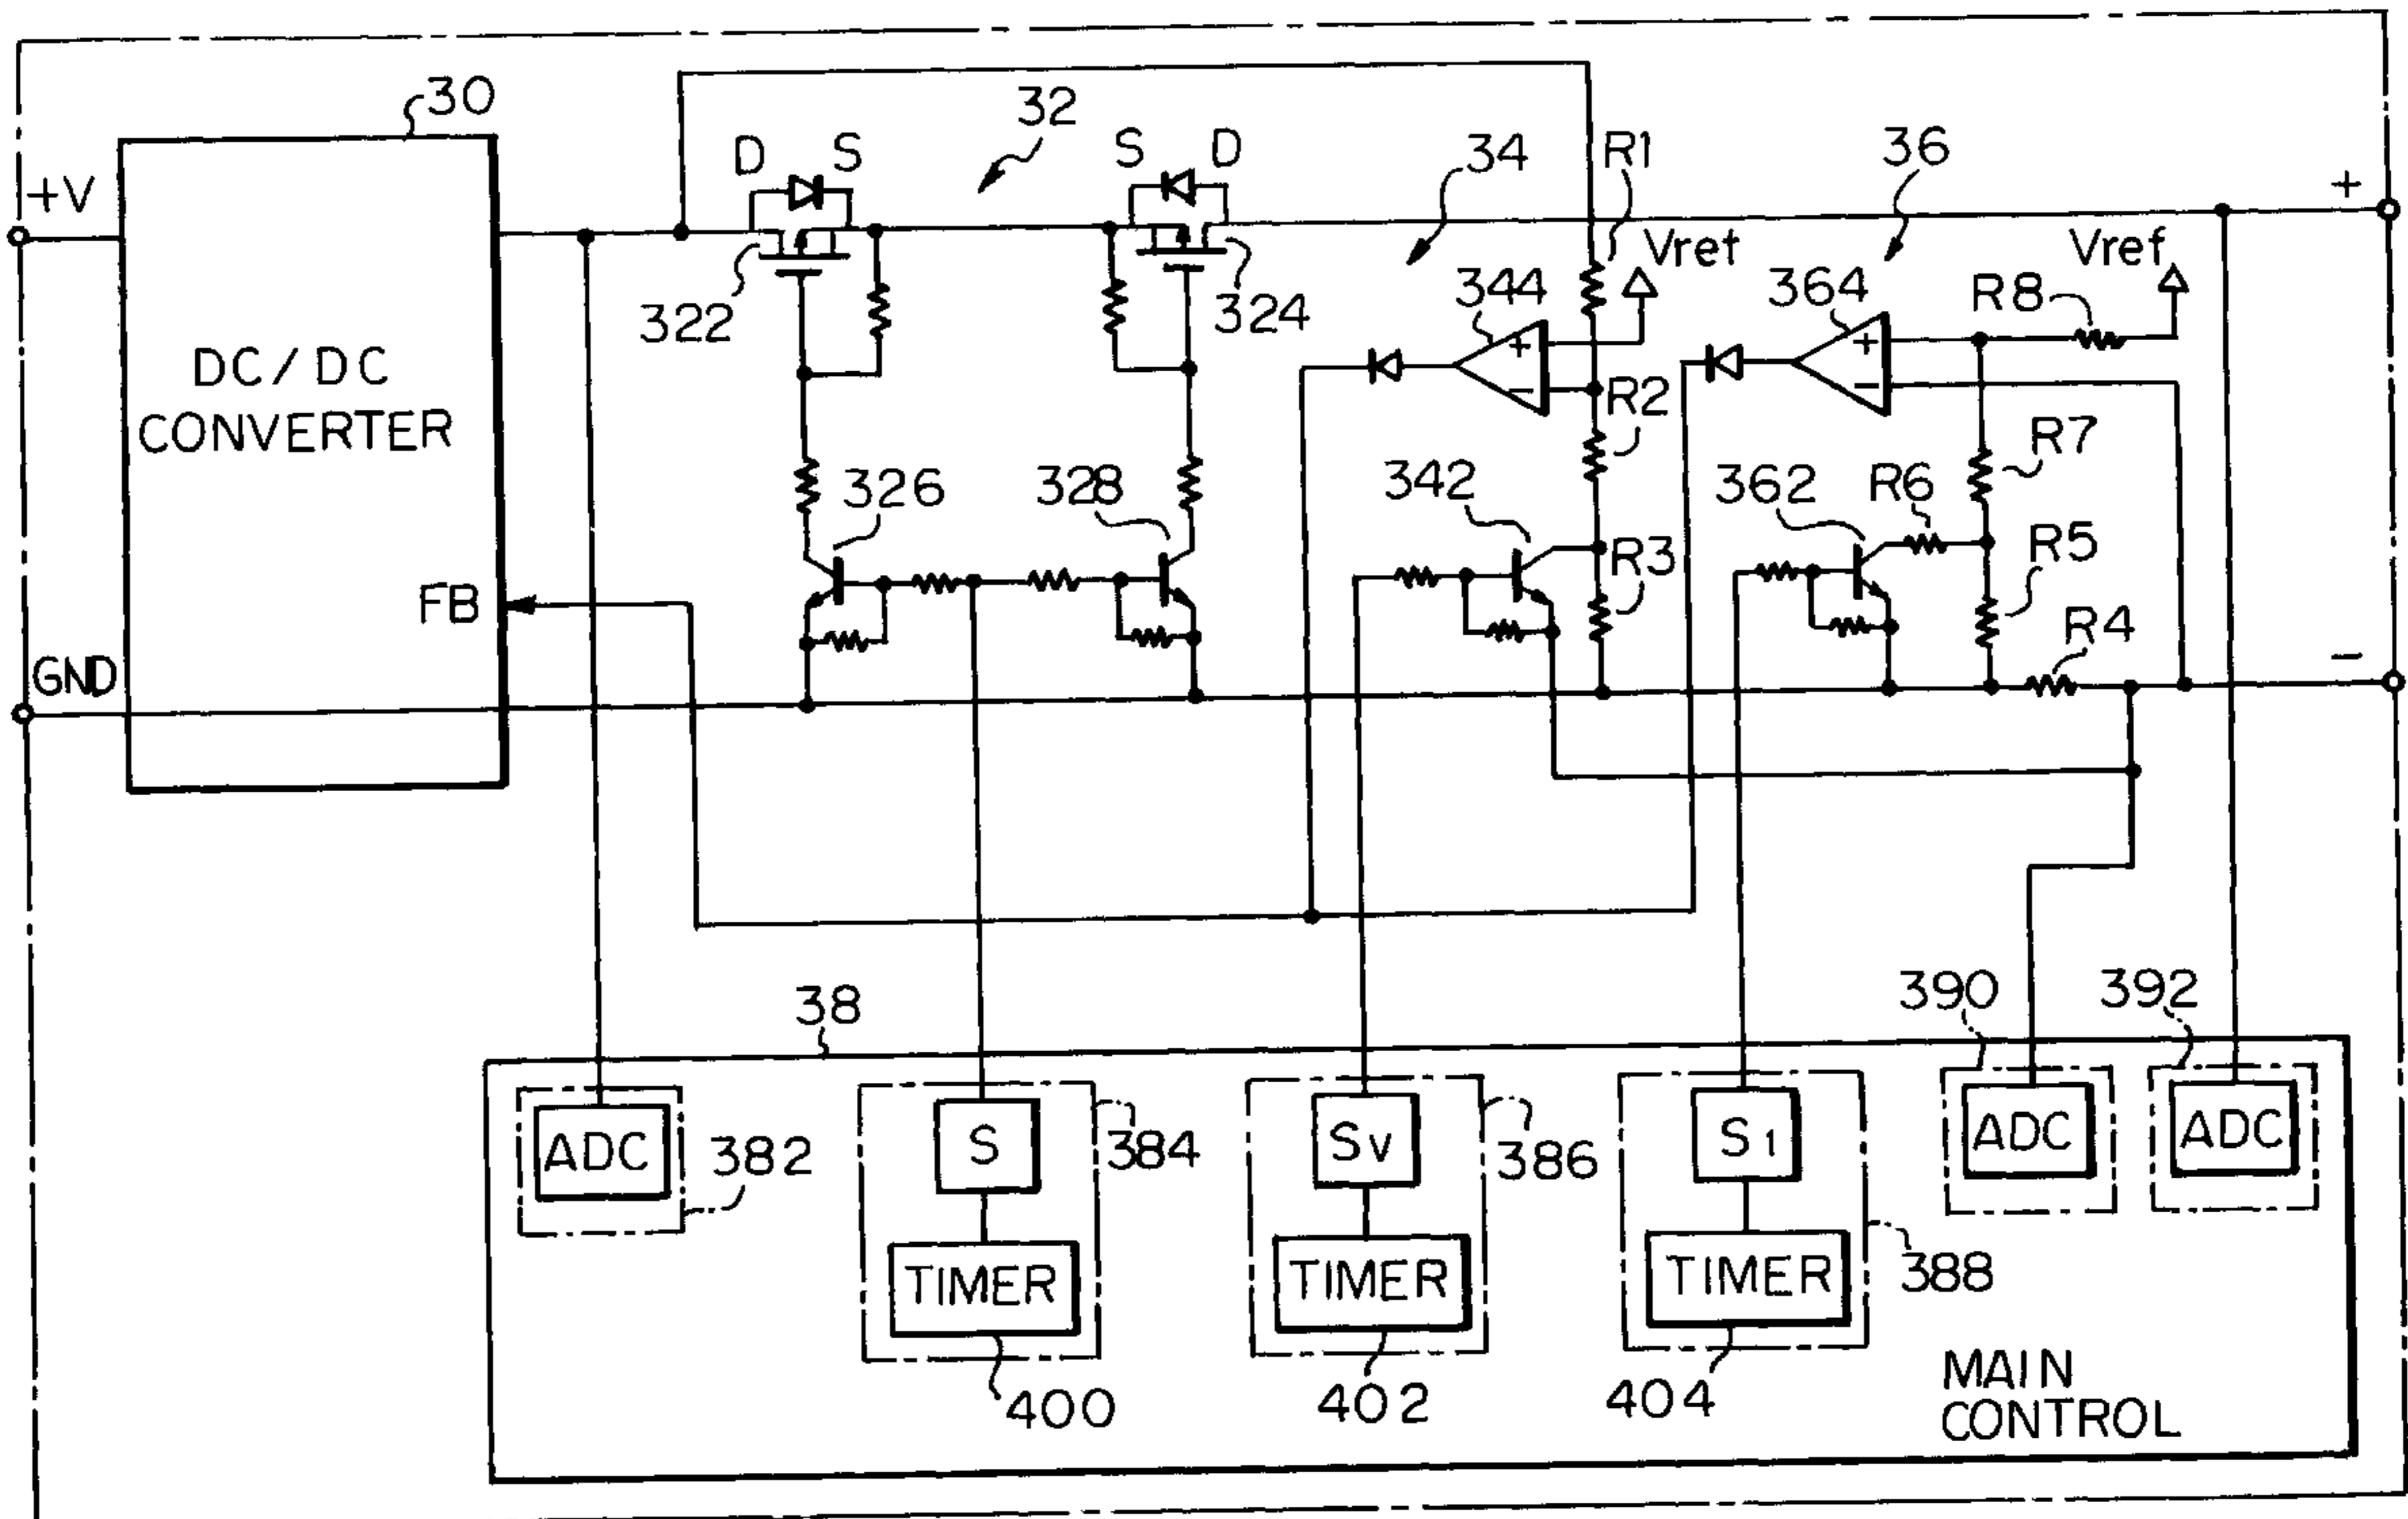 30
32
D S
S D
34
R1
36
+
+V
Vref
Vref
344
364
R8
322
324
+
-
+
-
DC/DC
CONVERTER
R2
R7
326
328
342
362
R6
R5
R3
R4
FB
GND
-
38
390
392
ADC
382
S
384
SV
386
S1
388
ADC
ADC
TIMER
TIMER
TIMER
400
402
404
MAIN
CONTROL